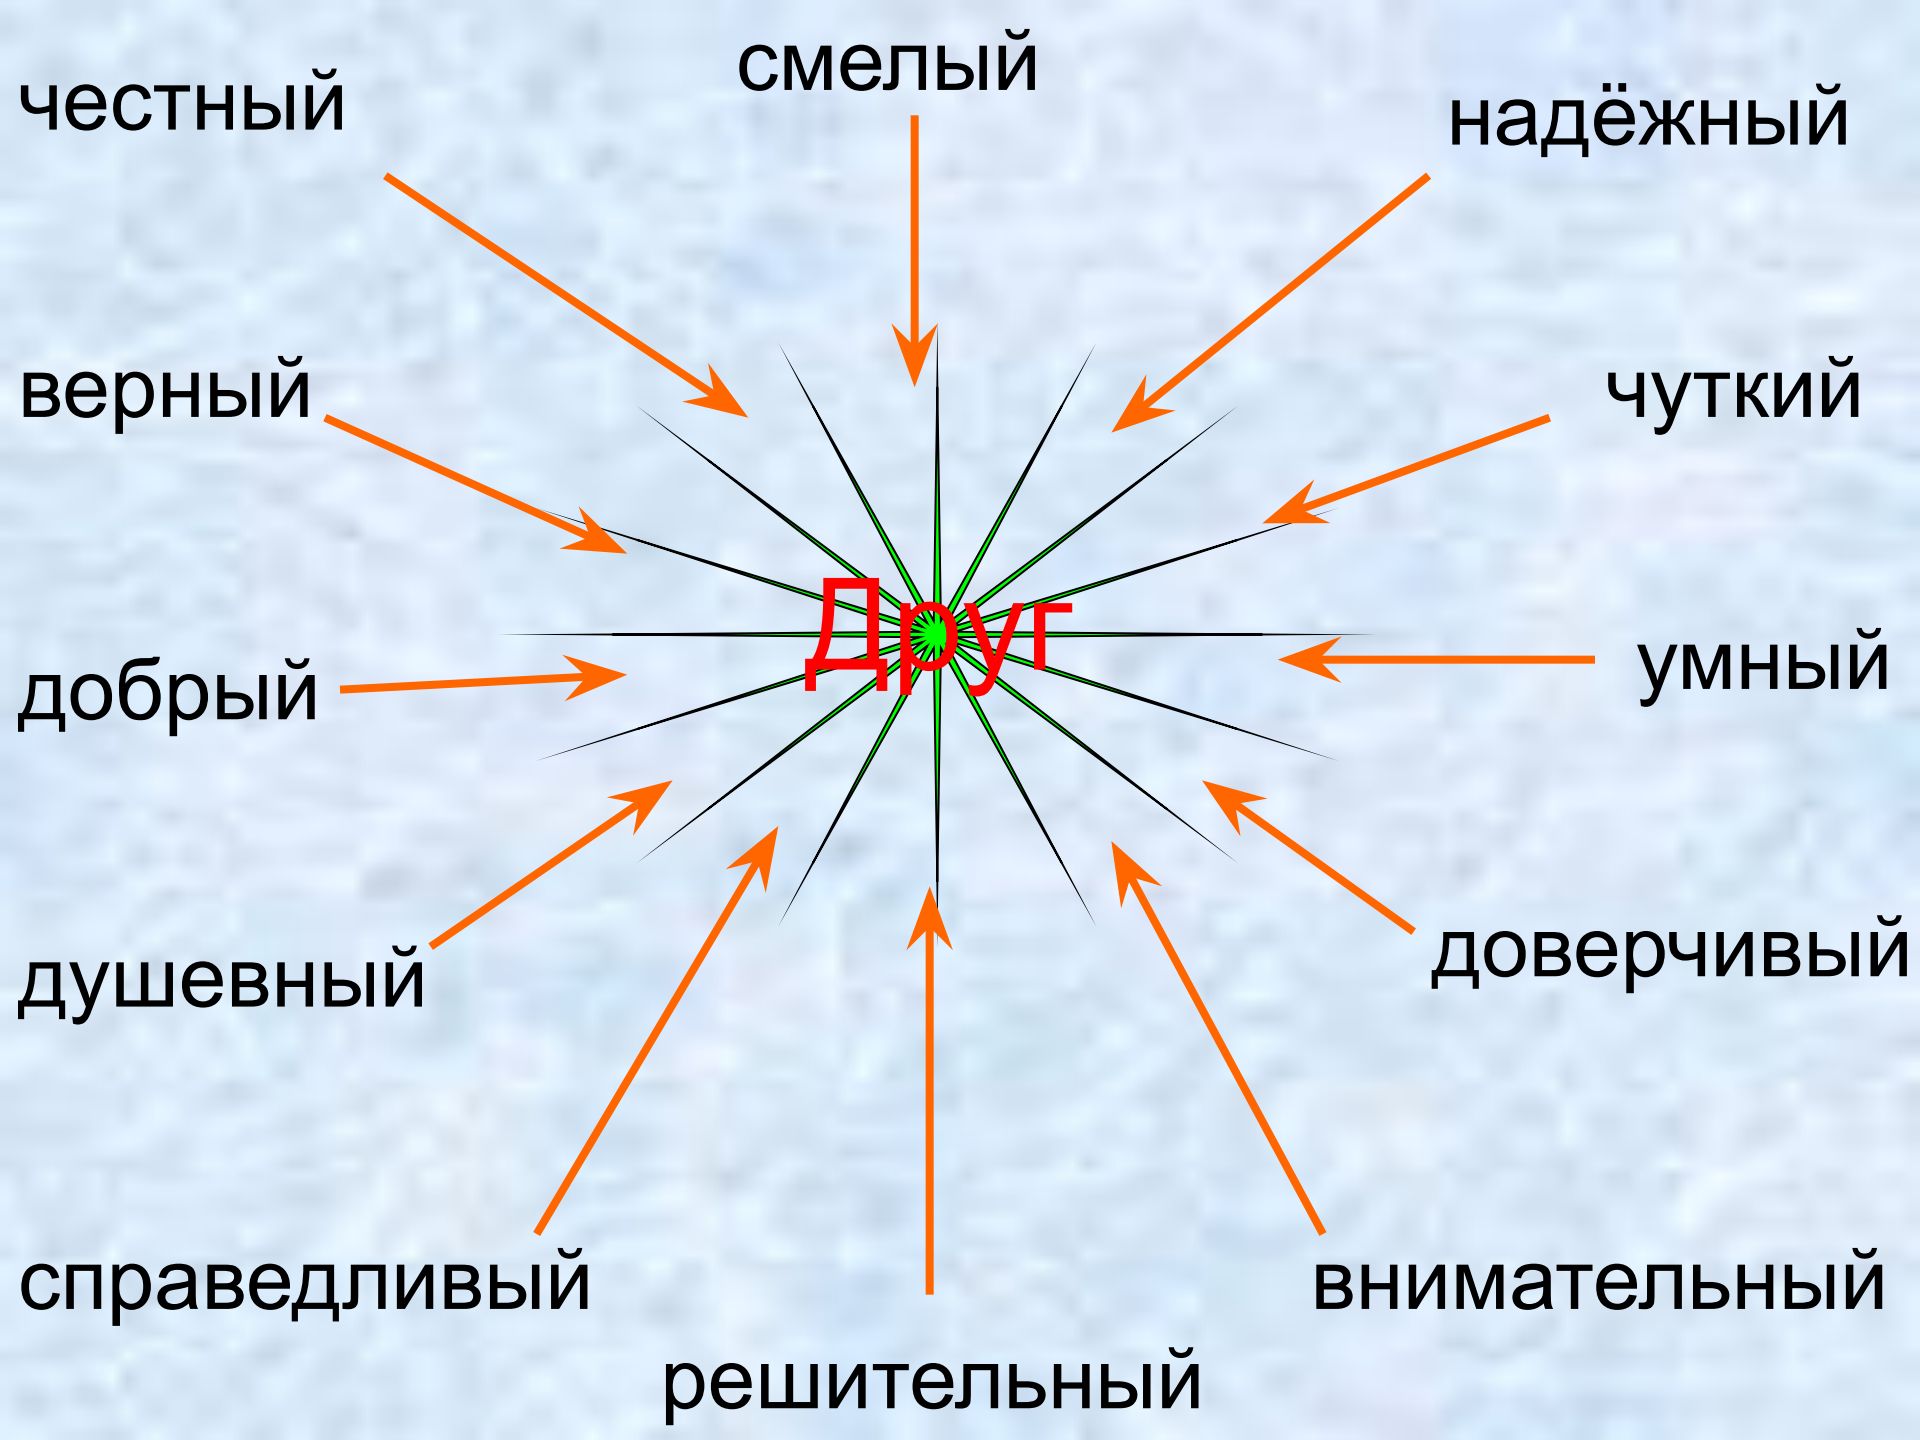 смелый
честный
надёжный
верный
чуткий
Друг
умный
добрый
доверчивый
душевный
справедливый
внимательный
решительный